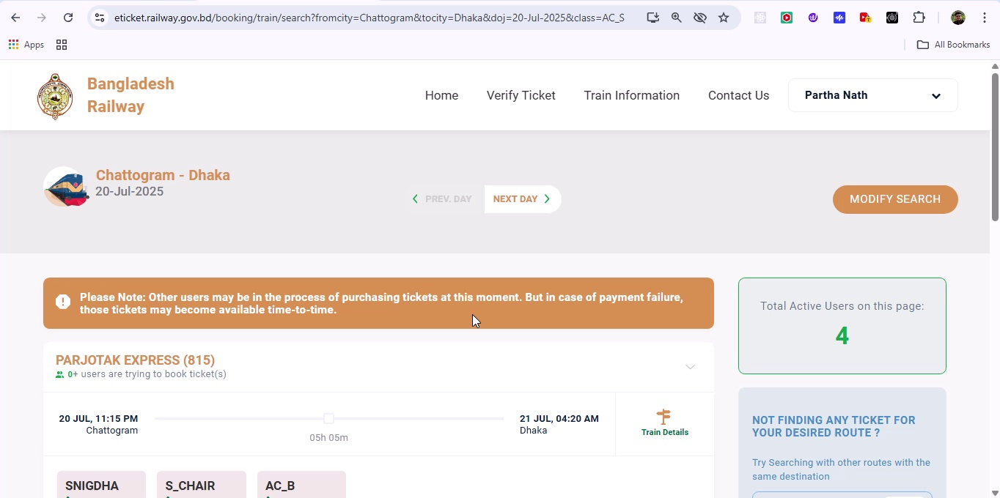 eticket.railway.gov.bd/booking/train/search?fromcity=Chattogram&tocity=Dhaka&doj=20-Jul-2025&class=AC_S
Apps
All Bookmarks
Bangladesh
Railway
Home
Verify Ticket
Train Information
Contact Us
Partha Nath
Chattogram - Dhaka
20-Jul-2025
PREV. DAY
NEXT DAY
MODIFY SEARCH
Please Note: Other users may be in the process of purchasing tickets at this moment. But in case of payment failure,
those tickets may become available time-to-time.
Total Active Users on this page:
4
PARJOTAK EXPRESS (815)
0+ users are trying to book ticket(s)
20 JUL, 11:15 PM
Chattogram
05h 05m
21 JUL, 04:20 AM
Dhaka
Train Details
NOT FINDING ANY TICKET FOR
YOUR DESIRED ROUTE ?
Try Searching with other routes with the
same destination
SNIGDHA
S_CHAIR
AC_B